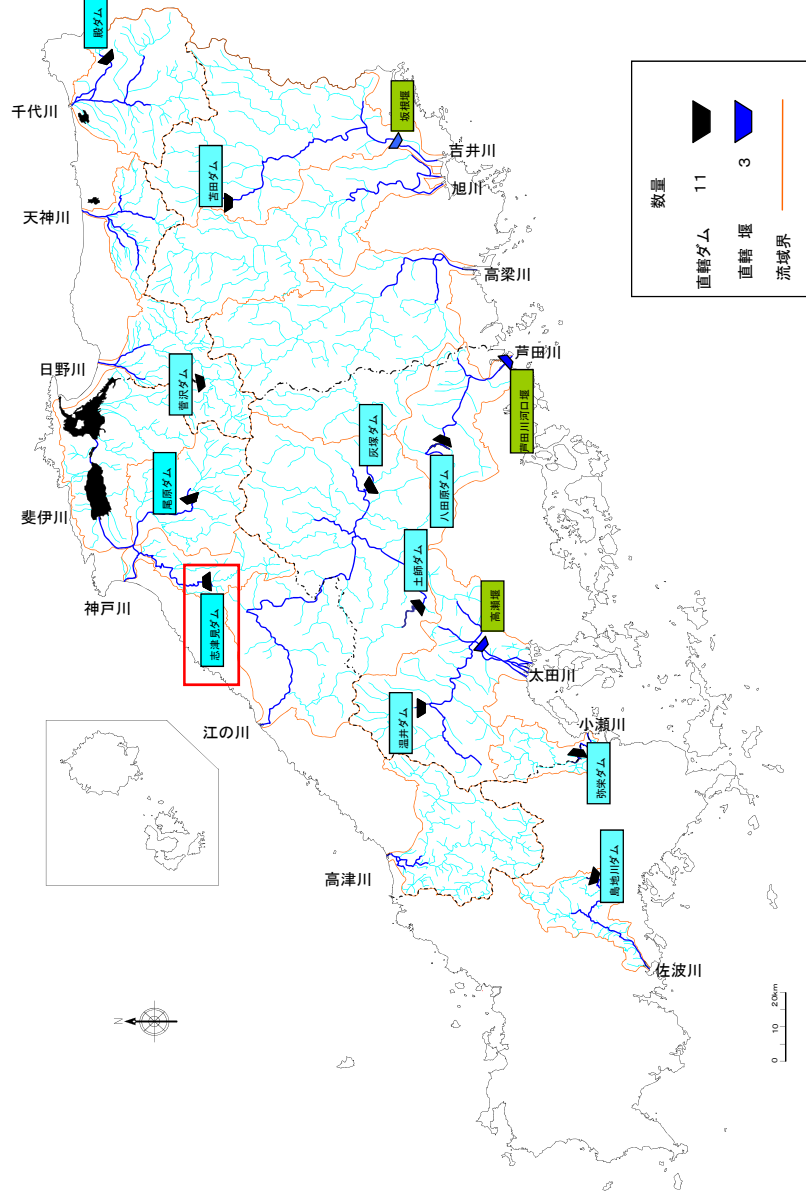 殿ダム
千代川
坂根堰
吉井川
苫田ダム
旭川
天神川
高梁川
日野川
菅沢ダム
芦田川
芦田川河口堰
灰塚ダム
八田原ダム
尾原ダム
斐伊川
土師ダム
神戸川
志津見ダム
高瀬堰
太田川
江の川
温井ダム
小瀬川
弥栄ダム
高津川
島地川ダム
佐波川
N
0 10 20km
数量
直轄ダム 11
直轄 堰 3
流域界